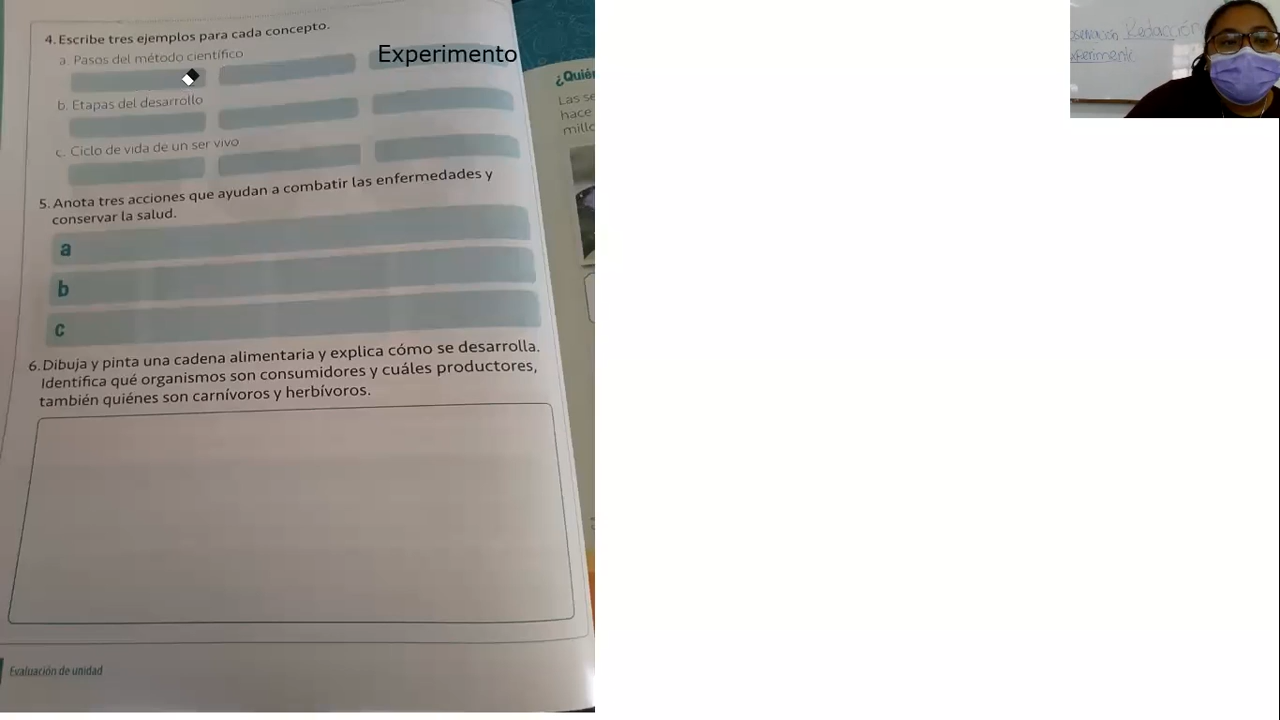 4. Escribe tres ejemplos para cada concepto.
a. Pasos del método científico
Experimento
b. Etapas del desarrollo
c. Ciclo de vida de un ser vivo
5. Anota tres acciones que ayudan a combatir las enfermedades y
conservar la salud.
a
b
c
6. Dibuja y pinta una cadena alimentaria y explica cómo se desarrolla.
Identifica qué organismos son consumidores y cuáles productores,
también quiénes son carnívoros y herbívoros.
Evaluación de unidad
¿Quié
Las se
hace
millo
Redacción